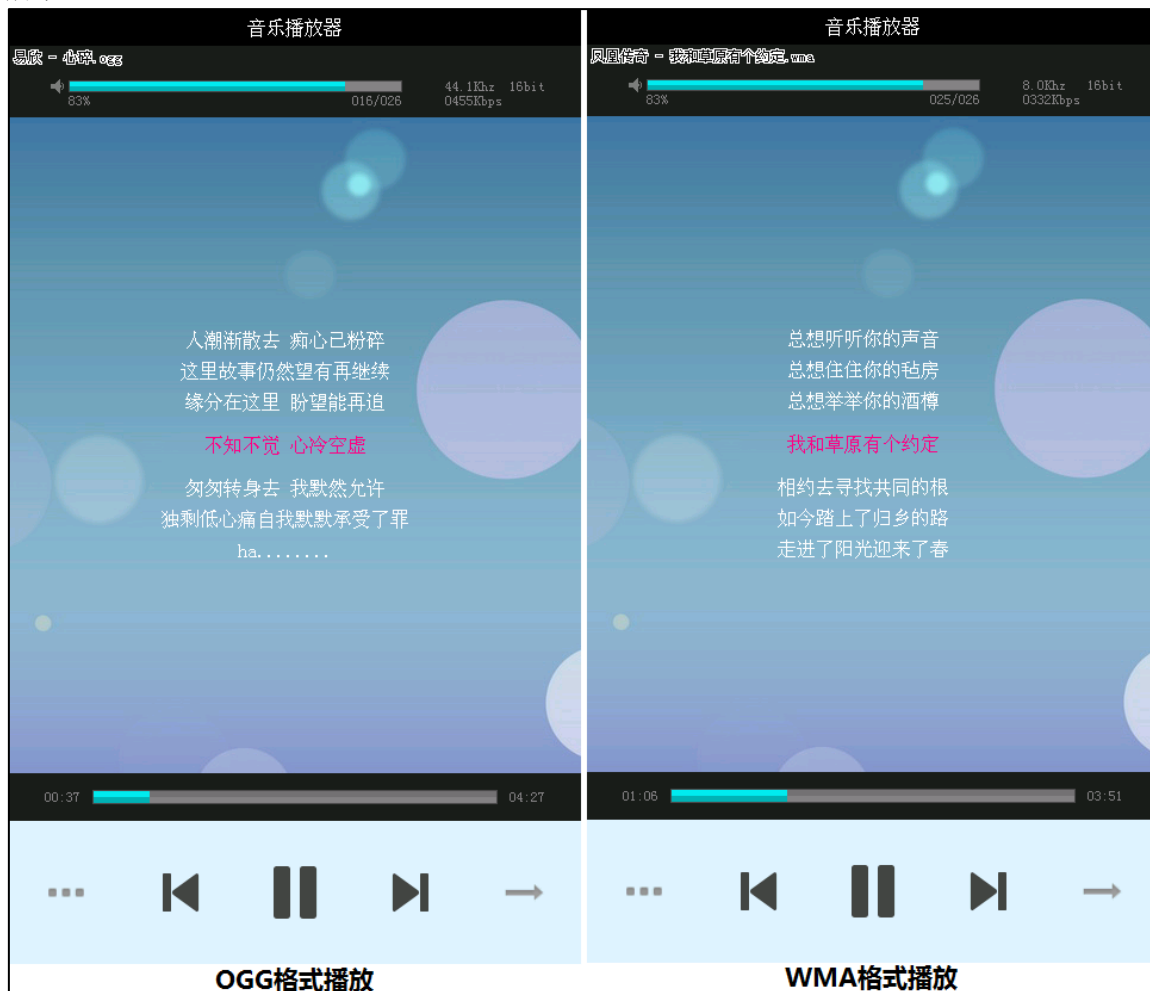 音乐播放器
易欣 - 心碎.ogg
83%
016/026
44.1Khz 16bit
0455Kbps
人潮渐散去 痴心已粉碎
这里故事仍然望有再继续
缘分在这里 盼望能再追
不知不觉 心冷空虚
匆匆转身去 我默然允许
独剩低心痛自我默默承受了罪
ha........
00:37
04:27
OGG格式播放
音乐播放器
凤凰传奇 - 我和草原有个约定.wma
83%
025/026
8.0Khz 16bit
0332Kbps
总想听听你的声音
总想住住你的毡房
总想举举你的酒樽
我和草原有个约定
相约去寻找共同的根
如今踏上了归乡的路
走进了阳光迎来了春
01:06
03:51
WMA格式播放